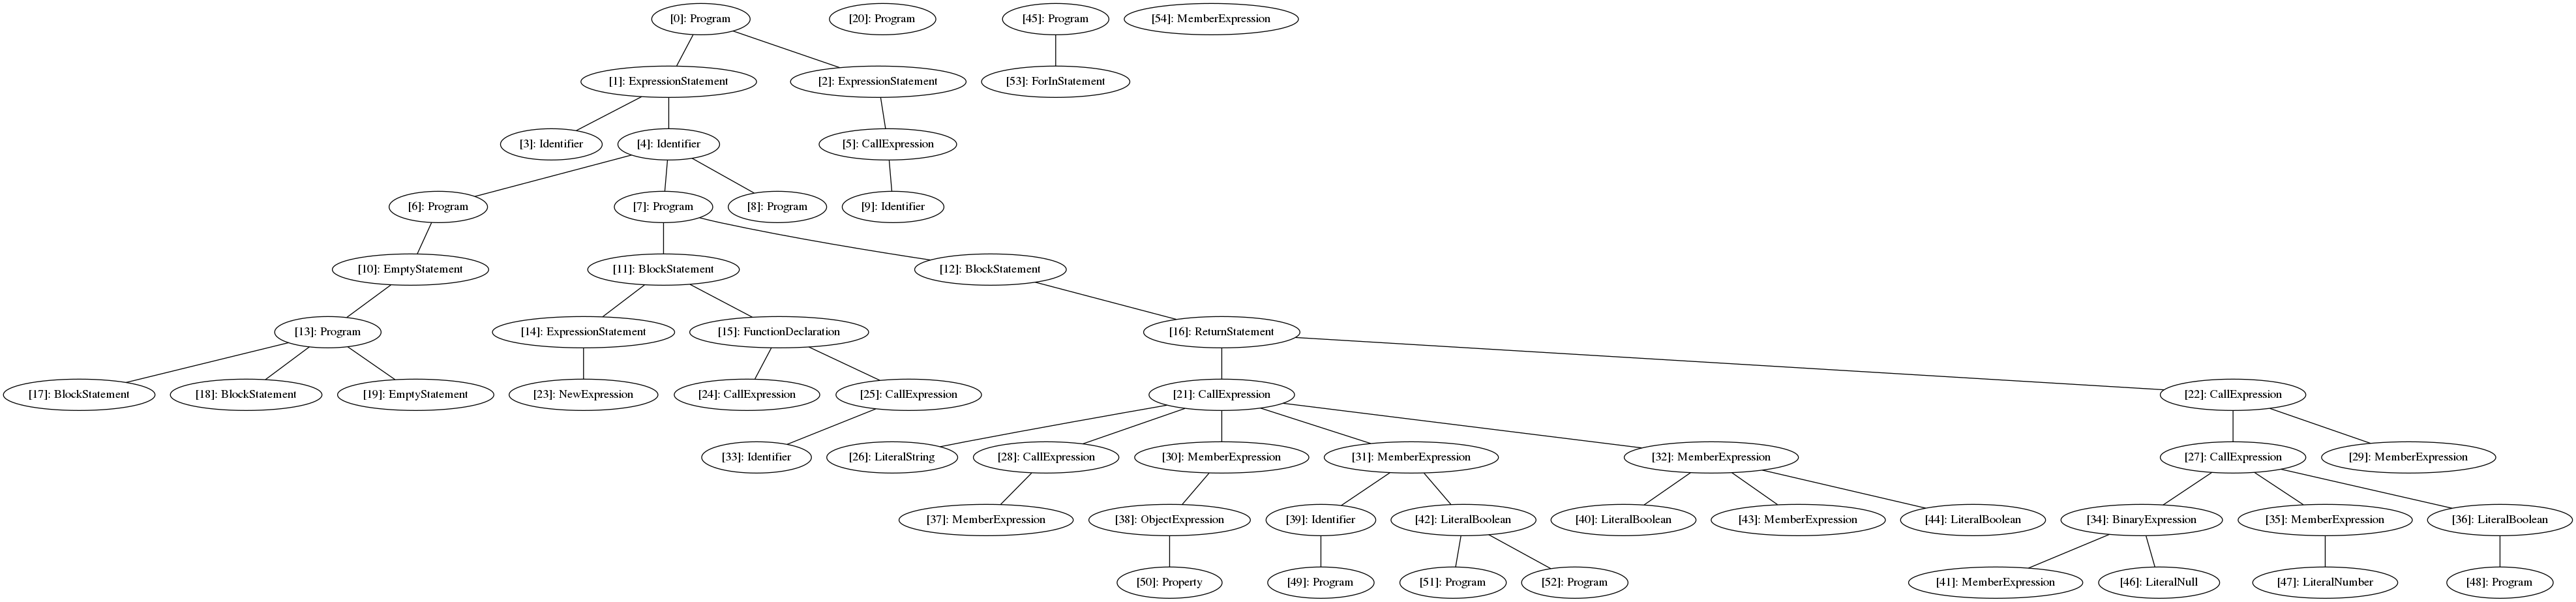 [0]: Program
[20]: Program
[45]: Program
[54]: MemberExpression
[1]: ExpressionStatement
[2]: ExpressionStatement
[53]: ForInStatement
[3]: Identifier
[4]: Identifier
[5]: CallExpression
[6]: Program
[7]: Program
[8]: Program
[9]: Identifier
[10]: EmptyStatement
[11]: BlockStatement
[12]: BlockStatement
[13]: Program
[14]: ExpressionStatement
[15]: FunctionDeclaration
[16]: ReturnStatement
[17]: BlockStatement
[18]: BlockStatement
[19]: EmptyStatement
[23]: NewExpression
[24]: CallExpression
[25]: CallExpression
[21]: CallExpression
[22]: CallExpression
[33]: Identifier
[26]: LiteralString
[28]: CallExpression
[30]: MemberExpression
[31]: MemberExpression
[32]: MemberExpression
[27]: CallExpression
[29]: MemberExpression
[37]: MemberExpression
[38]: ObjectExpression
[39]: Identifier
[42]: LiteralBoolean
[40]: LiteralBoolean
[43]: MemberExpression
[44]: LiteralBoolean
[34]: BinaryExpression
[35]: MemberExpression
[36]: LiteralBoolean
[50]: Property
[49]: Program
[51]: Program
[52]: Program
[41]: MemberExpression
[46]: LiteralNull
[47]: LiteralNumber
[48]: Program